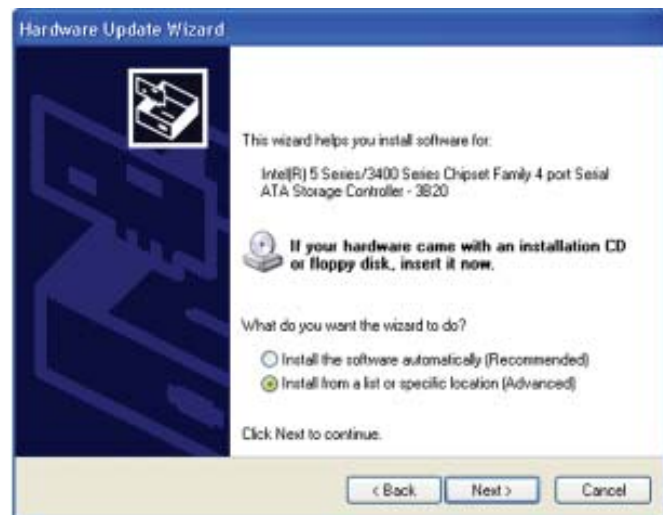 Hardware Update Wizard
This wizard helps you install software for:
Intel(R) 5 Series/3400 Series Chipset Family 4 port Serial
ATA Storage Controller - 3B20
If your hardware came with an installation CD
or floppy disk, insert it now.
What do you want the wizard to do?
Install the software automatically (Recommended)
Install from a list or specific location (Advanced)
Click Next to continue.
< Back
Next >
Cancel